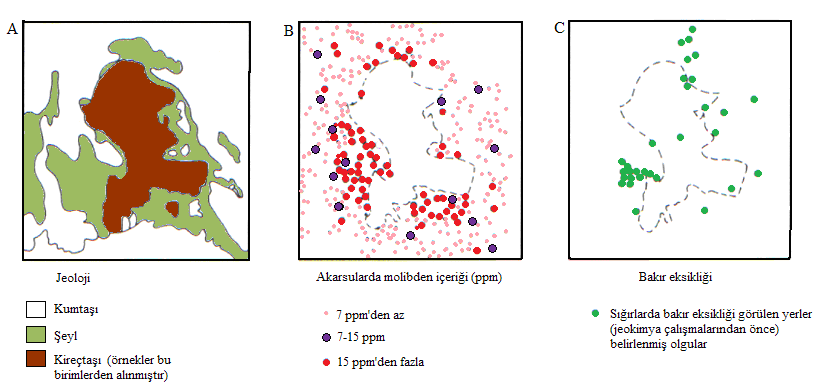 A
B
C
Jeoloji
Kumtaşı
Şeyl
Kireçtaşı (örnekler bu
birimlerden alınmıştır)
Akarsularda molibden içeriği (ppm)
7 ppm'den az
7-15 ppm
15 ppm'den fazla
Bakır eksikliği
Sığırlarda bakır eksikliği görülen yerler
(jeokimya çalışmalarından önce)
belirlenmiş olgular